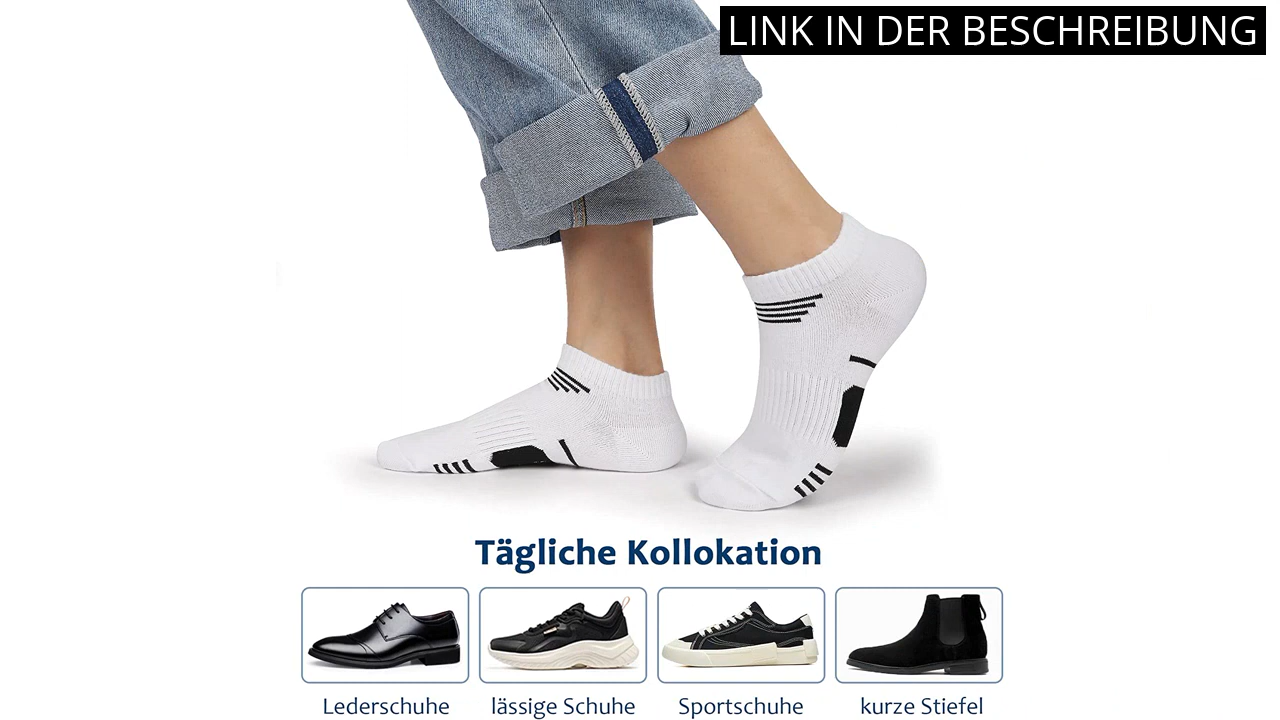 LINK IN DER BESCHREIBUNG
Tägliche Kollokation
Lederschuhe
lässige Schuhe
Sportschuhe
kurze Stiefel